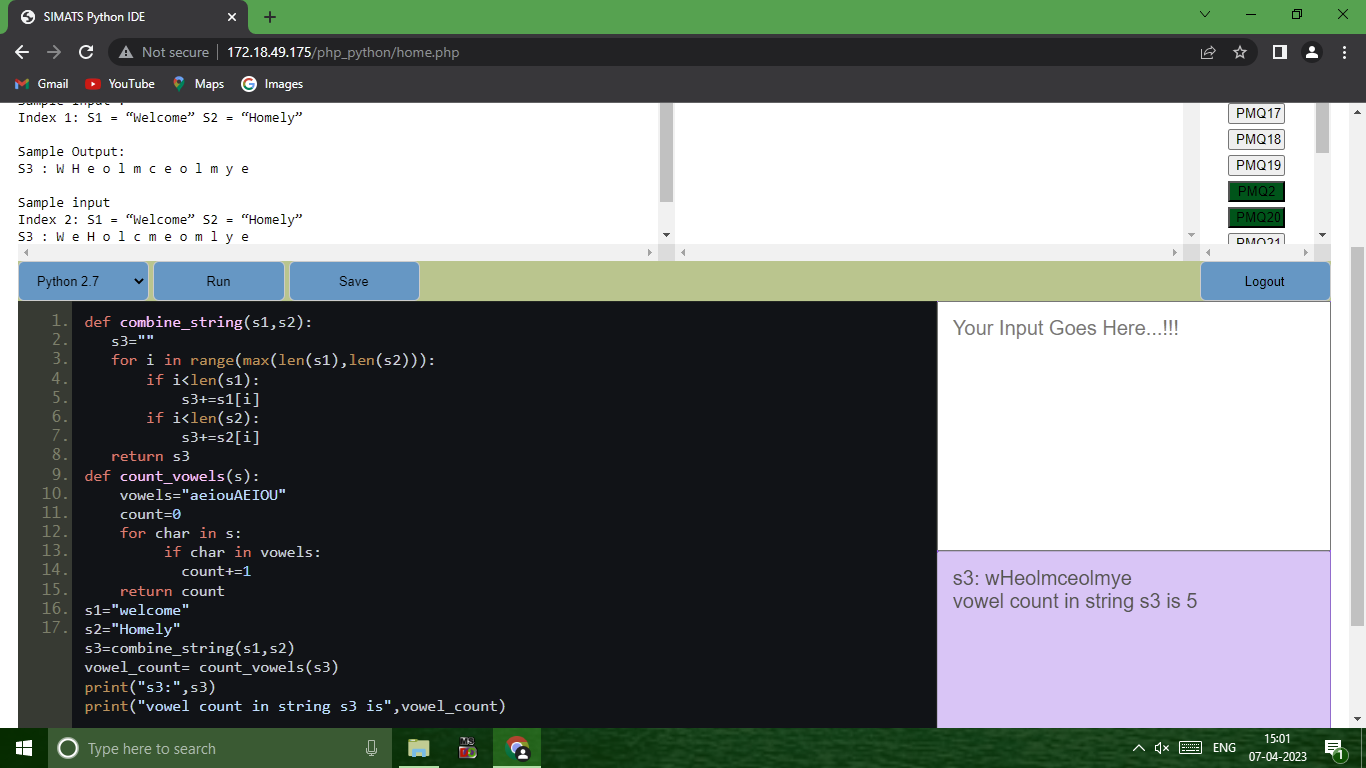 SIMATS Python IDE
Not secure 172.18.49.175/php_python/home.php
Gmail YouTube Maps Images
Sample input :
Index 1: S1 = “Welcome” S2 = “Homely”
Sample Output:
S3 : W H e o l m c e o l m y e
Sample input
Index 2: S1 = “Welcome” S2 = “Homely”
S3 : W e H o l c m e o m l y e
PMQ17
PMQ18
PMQ19
PMQ2
PMQ20
PMQ21
Python 2.7 Run Save Logout
1. def combine_string(s1,s2):
2. s3=""
3. for i in range(max(len(s1),len(s2))):
4. if i<len(s1):
5. s3+=s1[i]
6. if i<len(s2):
7. s3+=s2[i]
8. return s3
9. def count_vowels(s):
10. vowels="aeiouAEIOU"
11. count=0
12. for char in s:
13. if char in vowels:
14. count+=1
15. return count
16. s1="welcome"
17. s2="Homely"
s3=combine_string(s1,s2)
vowel_count= count_vowels(s3)
print("s3:",s3)
print("vowel count in string s3 is",vowel_count)
Your Input Goes Here...!!!
s3: wHeolmceolmye
vowel count in string s3 is 5
Type here to search
ENG
15:01
07-04-2023
1